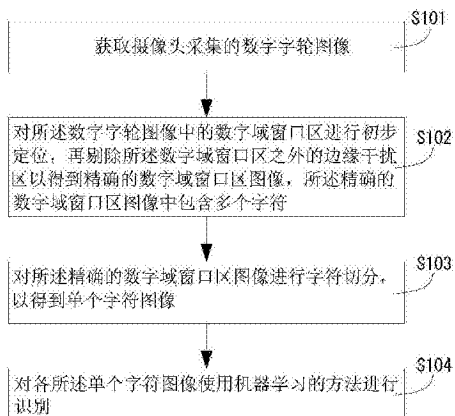 S101
获取摄像头采集的数字字轮图像
S102
对所述数字字轮图像中的数字域窗口区进行初步
定位，再剔除所述数字域窗口区之外的边缘干扰
区以得到精确的数字域窗口区图像，所述精确的
数字域窗口区图像中包含多个字符
S103
对所述精确的数字域窗口区图像进行字符切分，
以得到单个字符图像
S104
对各所述单个字符图像使用机器学习的方法进行
识别